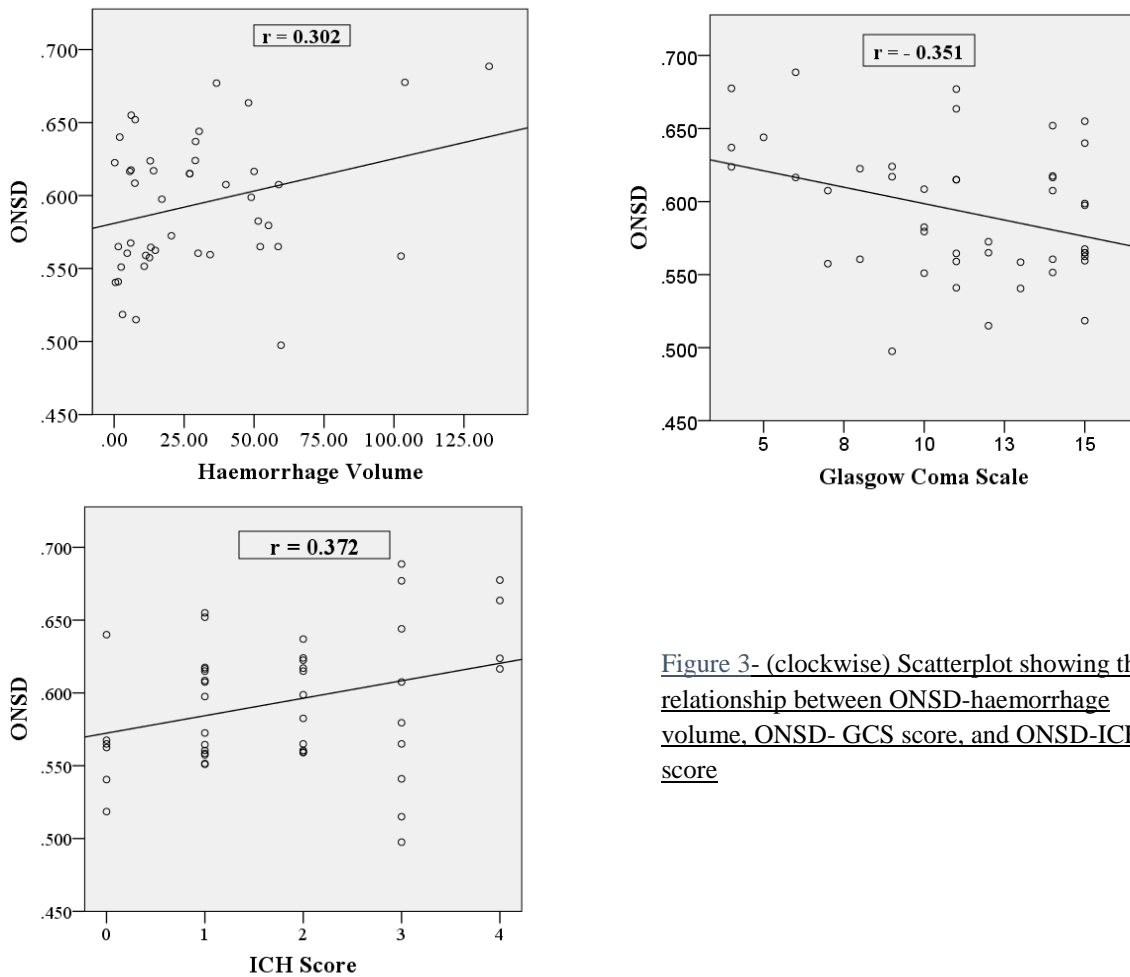 r = 0.302
.700
.650
.600
.550
.500
.450
ONSD
.00 25.00 50.00 75.00 100.00 125.00
Haemorrhage Volume
r = - 0.351
.700
.650
.600
.550
.500
.450
ONSD
5 8 10 13 15
Glasgow Coma Scale
r = 0.372
.700
.650
.600
.550
.500
.450
ONSD
0 1 2 3 4
ICH Score
Figure 3- (clockwise) Scatterplot showing
relationship between ONSD-haemorrhage
volume, ONSD- GCS score, and
score